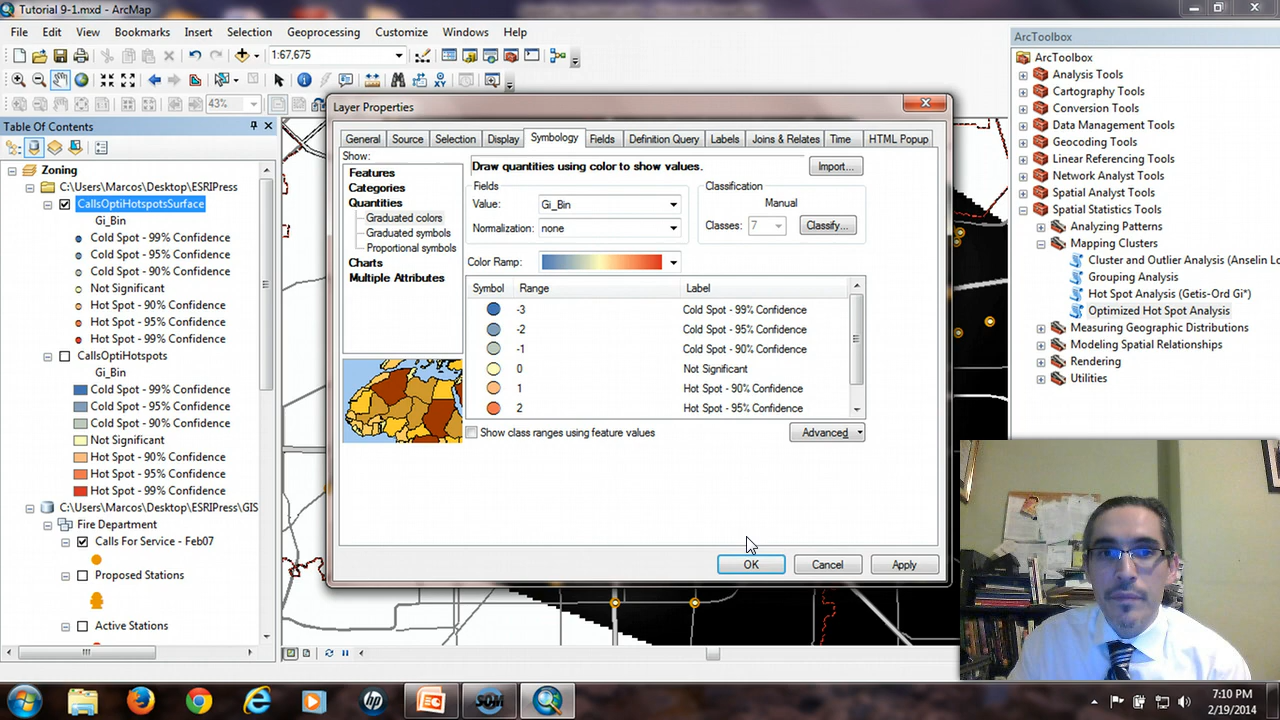 Tutorial 9-1.mxd - ArcMap
File Edit View Bookmarks Insert Selection Geoprocessing Customize Windows Help
1:67,675
XY
43%
Table Of Contents
Zoning
C:\Users\Marcos\Desktop\ESRIPress
CallsOptiHotspotsSurface
Gi_Bin
Cold Spot - 99% Confidence
Cold Spot - 95% Confidence
Cold Spot - 90% Confidence
Not Significant
Hot Spot - 90% Confidence
Hot Spot - 95% Confidence
Hot Spot - 99% Confidence
CallsOptiHotspots
Gi_Bin
Cold Spot - 99% Confidence
Cold Spot - 95% Confidence
Cold Spot - 90% Confidence
Not Significant
Hot Spot - 90% Confidence
Hot Spot - 95% Confidence
Hot Spot - 99% Confidence
C:\Users\Marcos\Desktop\ESRIPress\GIS
Fire Department
Calls For Service - Feb07
Proposed Stations
Active Stations
Layer Properties
General Source Selection Display Symbology Fields Definition Query Labels Joins & Relates Time HTML Popup
Show:
Features
Categories
Quantities
Graduated colors
Graduated symbols
Proportional symbols
Charts
Multiple Attributes
Draw quantities using color to show values.
Import...
Fields
Value: Gi_Bin
Normalization: none
Classification
Manual
Classes: 7 Classify...
Color Ramp:
Symbol Range Label
-3 Cold Spot - 99% Confidence
-2 Cold Spot - 95% Confidence
-1 Cold Spot - 90% Confidence
0 Not Significant
1 Hot Spot - 90% Confidence
2 Hot Spot - 95% Confidence
Show class ranges using feature values
Advanced
OK Cancel Apply
ArcToolbox
ArcToolbox
Analysis Tools
Cartography Tools
Conversion Tools
Data Management Tools
Geocoding Tools
Linear Referencing Tools
Network Analyst Tools
Spatial Analyst Tools
Spatial Statistics Tools
Analyzing Patterns
Mapping Clusters
Cluster and Outlier Analysis (Anselin Lo
Grouping Analysis
Hot Spot Analysis (Getis-Ord Gi*)
Optimized Hot Spot Analysis
Measuring Geographic Distributions
Modeling Spatial Relationships
Rendering
Utilities
hp
SOM
7:10 PM
2/19/2014